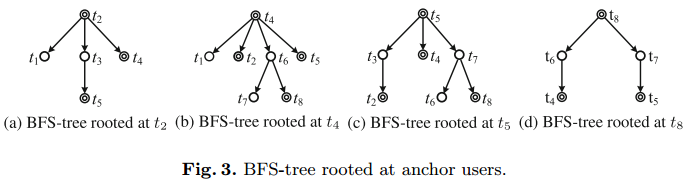 t2 t4 t5 t8
t1 t3 t4 t1 t2 t6 t5 t3 t4 t7 t6 t7
t5 t7 t8 t2 t6 t8 t4 t5
(a) BFS-tree rooted at t2 (b) BFS-tree rooted at t4 (c) BFS-tree rooted at t5 (d) BFS-tree rooted at t8
Fig. 3. BFS-tree rooted at anchor users.